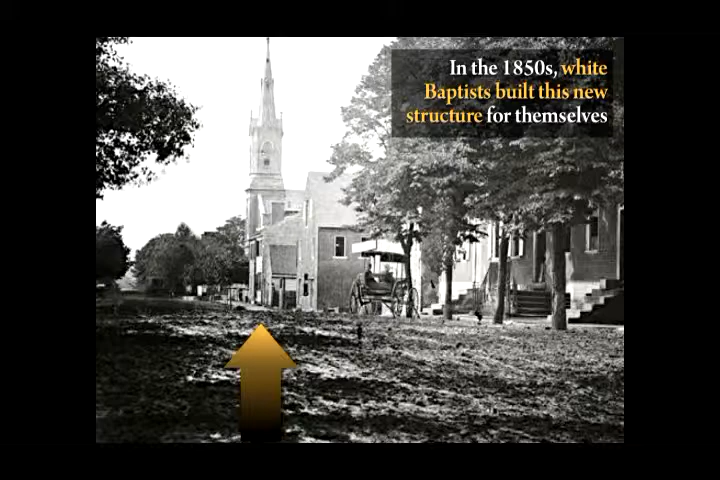 In the 1850s, white
Baptists built this new
structure for themselves